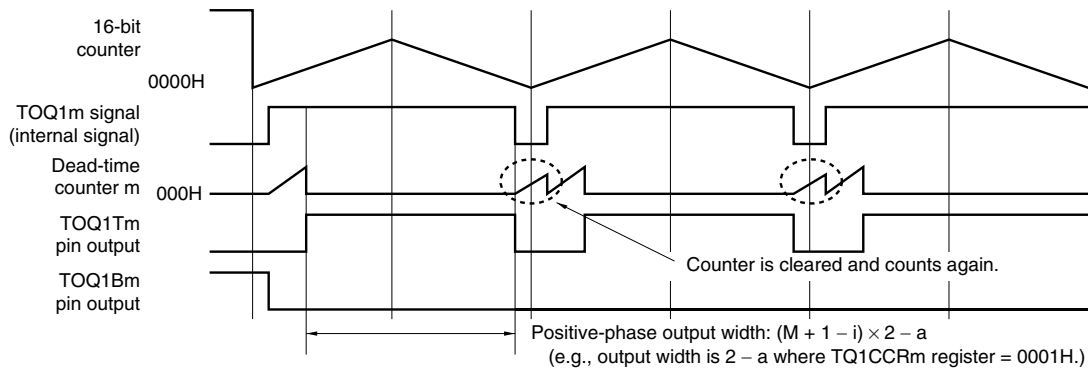 16-bit
counter
0000H
TOQ1m signal
(internal signal)
Dead-time
counter m
000H
TOQ1Tm
pin output
Counter is cleared and counts again.
TOQ1Bm
pin output
Positive-phase output width: (M + 1 – i) × 2 – a
(e.g., output width is 2 – a where TQ1CCRm register = 0001H.)